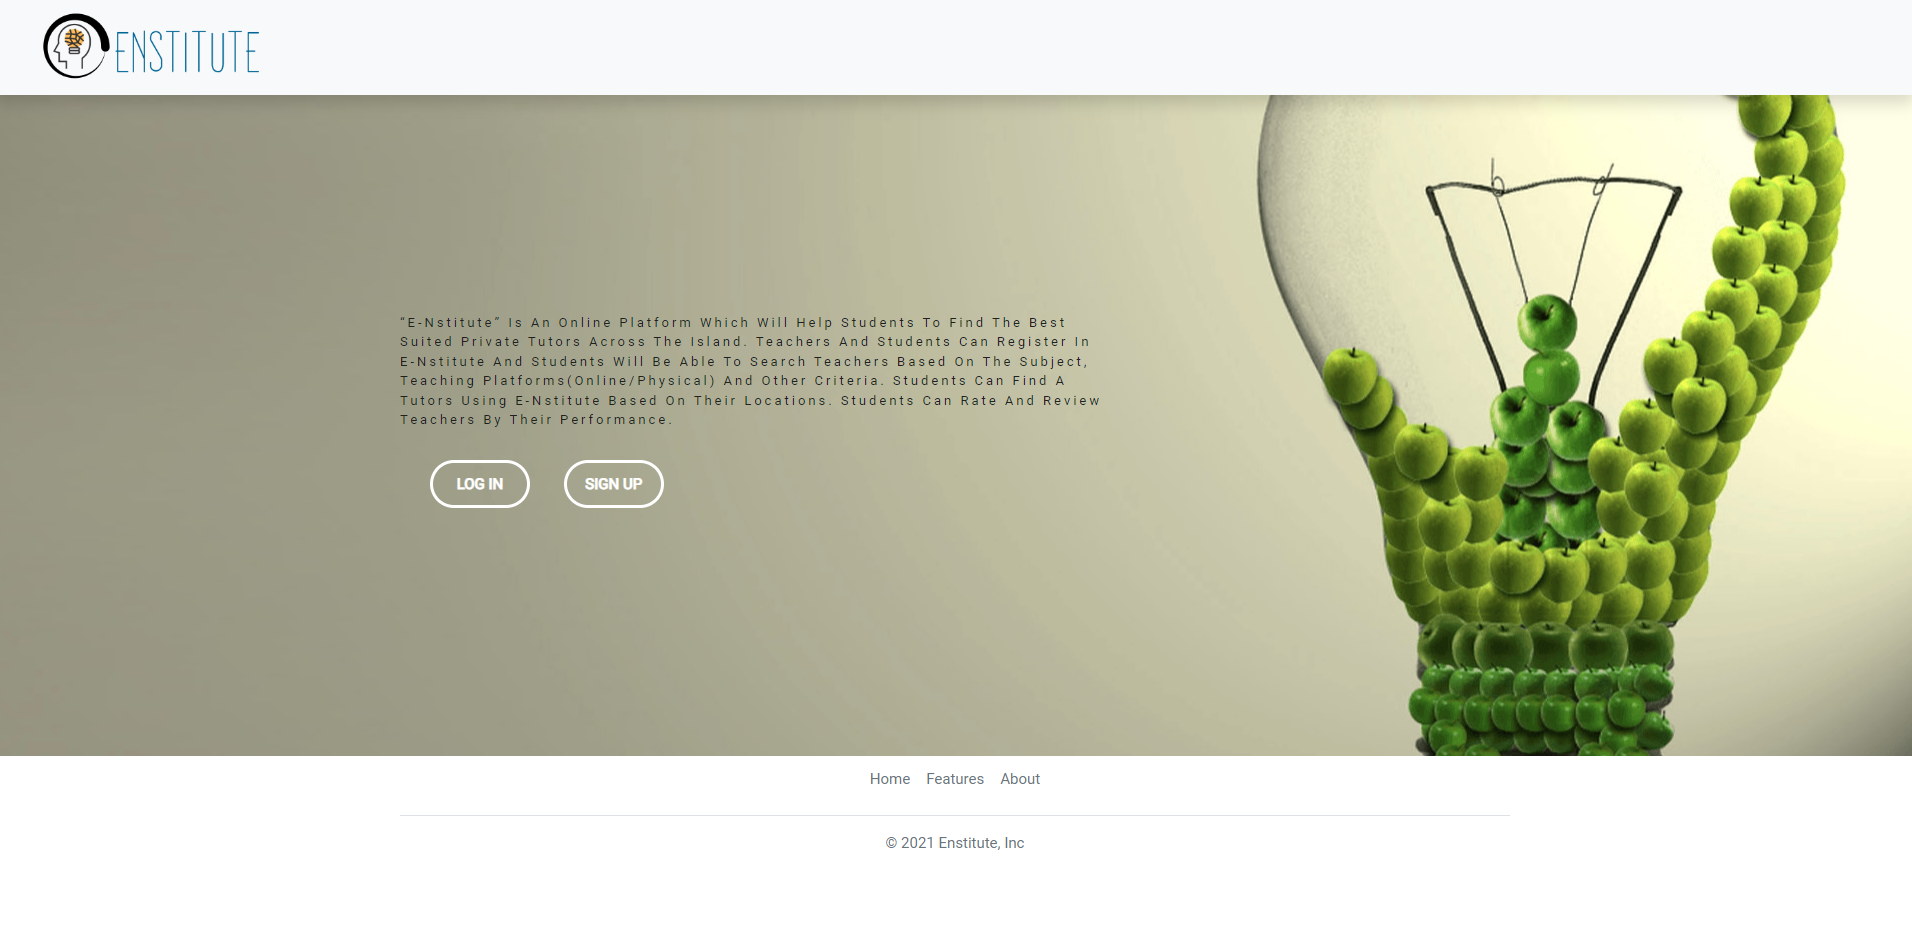 ENSTITUTE
“E-Nstitute” Is An Online Platform Which Will Help Students To Find The Best
Suited Private Tutors Across The Island. Teachers And Students Can Register In
E-Nstitute And Students Will Be Able To Search Teachers Based On The Subject,
Teaching Platforms(Online/Physical) And Other Criteria. Students Can Find A
Tutors Using E-Nstitute Based On Their Locations. Students Can Rate And Review
Teachers By Their Performance.
LOG IN SIGN UP
Home Features About
© 2021 Enstitute, Inc